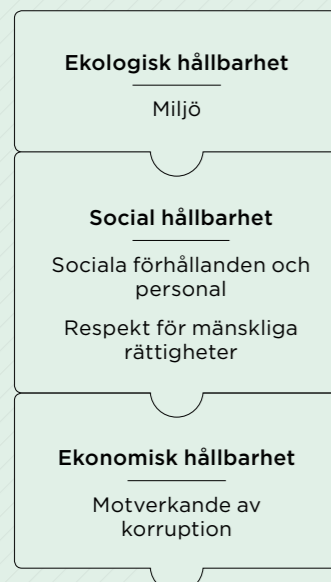 Ekologisk hållbarhet
Miljö
Social hållbarhet
Sociala förhållanden och
personal
Respekt för mänskliga
rättigheter
Ekonomisk hållbarhet
Motverkande av
korruption